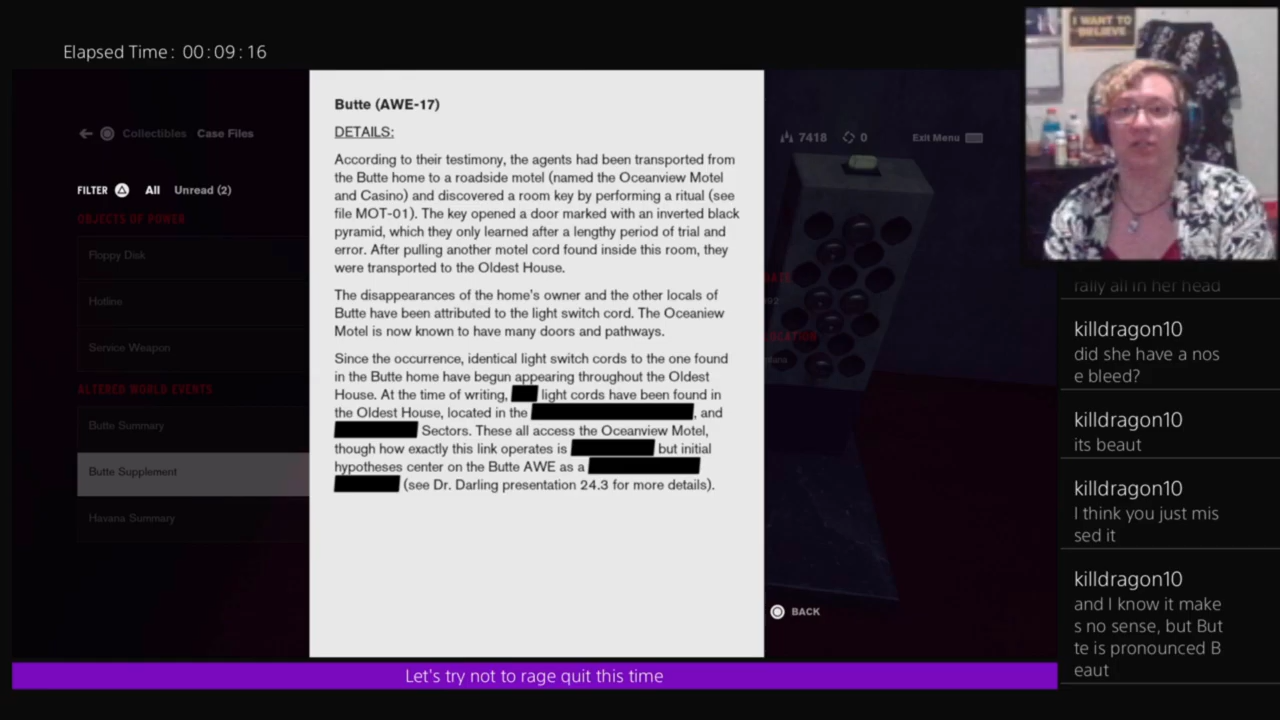 Elapsed Time: 00:09:16
I WANT TO
BELIEVE
Collectibles Case Files
FILTER All Unread (2)
OBJECTS OF POWER
Floppy Disk
Hotline
Service Weapon
ALTERED WORLD EVENTS
Butte Summary
Butte Supplement
Havana Summary
Butte (AWE-17)
DETAILS:
According to their testimony, the agents had been transported from
the Butte home to a roadside motel (named the Oceanview Motel
and Casino) and discovered a room key by performing a ritual (see
file MOT-01). The key opened a door marked with an inverted black
pyramid, which they only learned after a lengthy period of trial and
error. After pulling another motel cord found inside this room, they
were transported to the Oldest House.
The disappearances of the home's owner and the other locals of
Butte have been attributed to the light switch cord. The Oceaniew
Motel is now known to have many doors and pathways.
Since the occurrence, identical light switch cords to the one found
in the Butte home have begun appearing throughout the Oldest
House. At the time of writing, light cords have been found in
the Oldest House, located in the , and
Sectors. These all access the Oceanview Motel,
though how exactly this link operates is but initial
hypotheses center on the Butte AWE as a
(see Dr. Darling presentation 24.3 for more details).
7418 0 Exit Menu
BACK
rally all in her head
killdragon10
did she have a nos
e bleed?
killdragon10
its beaut
killdragon10
I think you just mis
sed it
killdragon10
and I know it make
s no sense, but But
te is pronounced B
eaut
Let's try not to rage quit this time